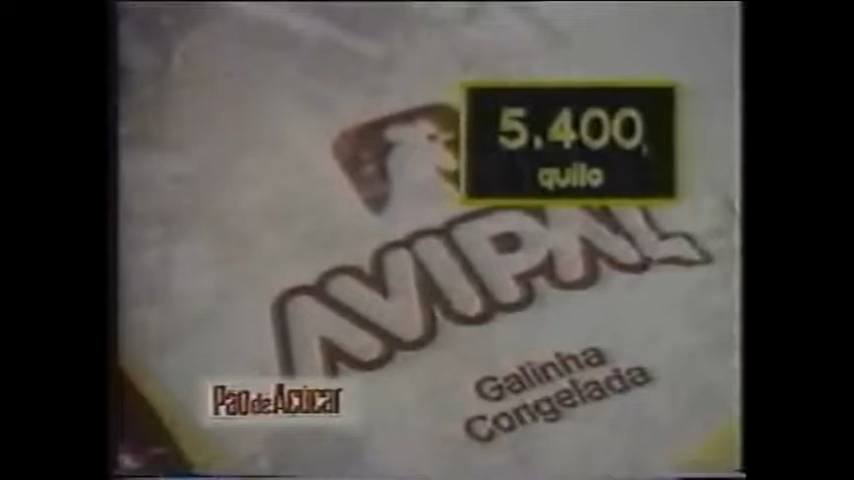 5.400,
quilo
AVIPAL
Galinha
Congelada
Pão de Açúcar